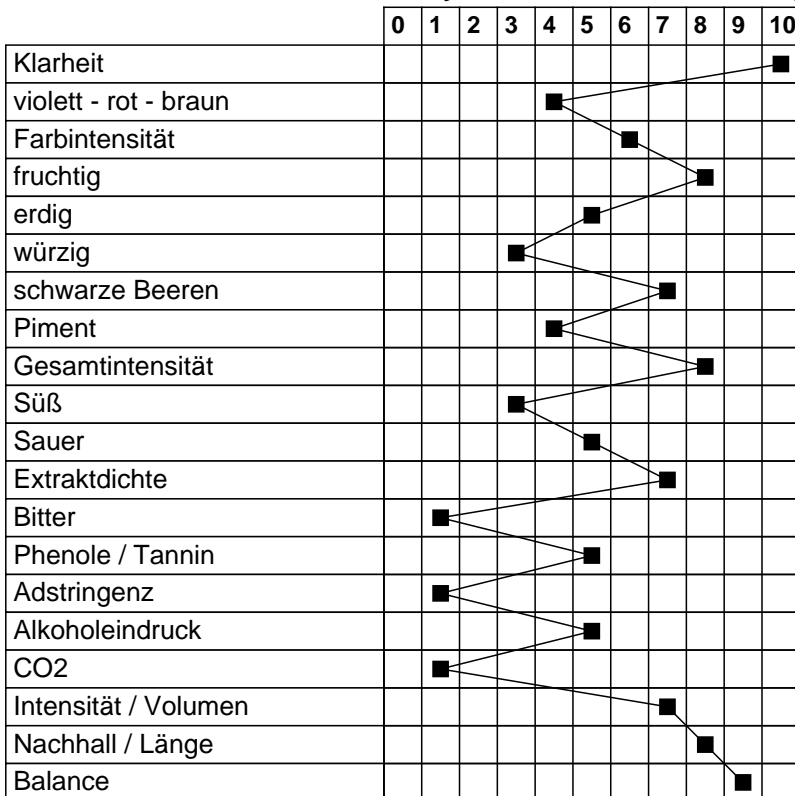 0 1 2 3 4 5 6 7 8 9 10
Klarheit
violett - rot - braun
Farbintensität
fruchtig
erdig
würzig
schwarze Beeren
Piment
Gesamtintensität
Süß
Sauer
Extraktdichte
Bitter
Phenole / Tannin
Adstringenz
Alkoholeindruck
CO2
Intensität / Volumen
Nachhall / Länge
Balance